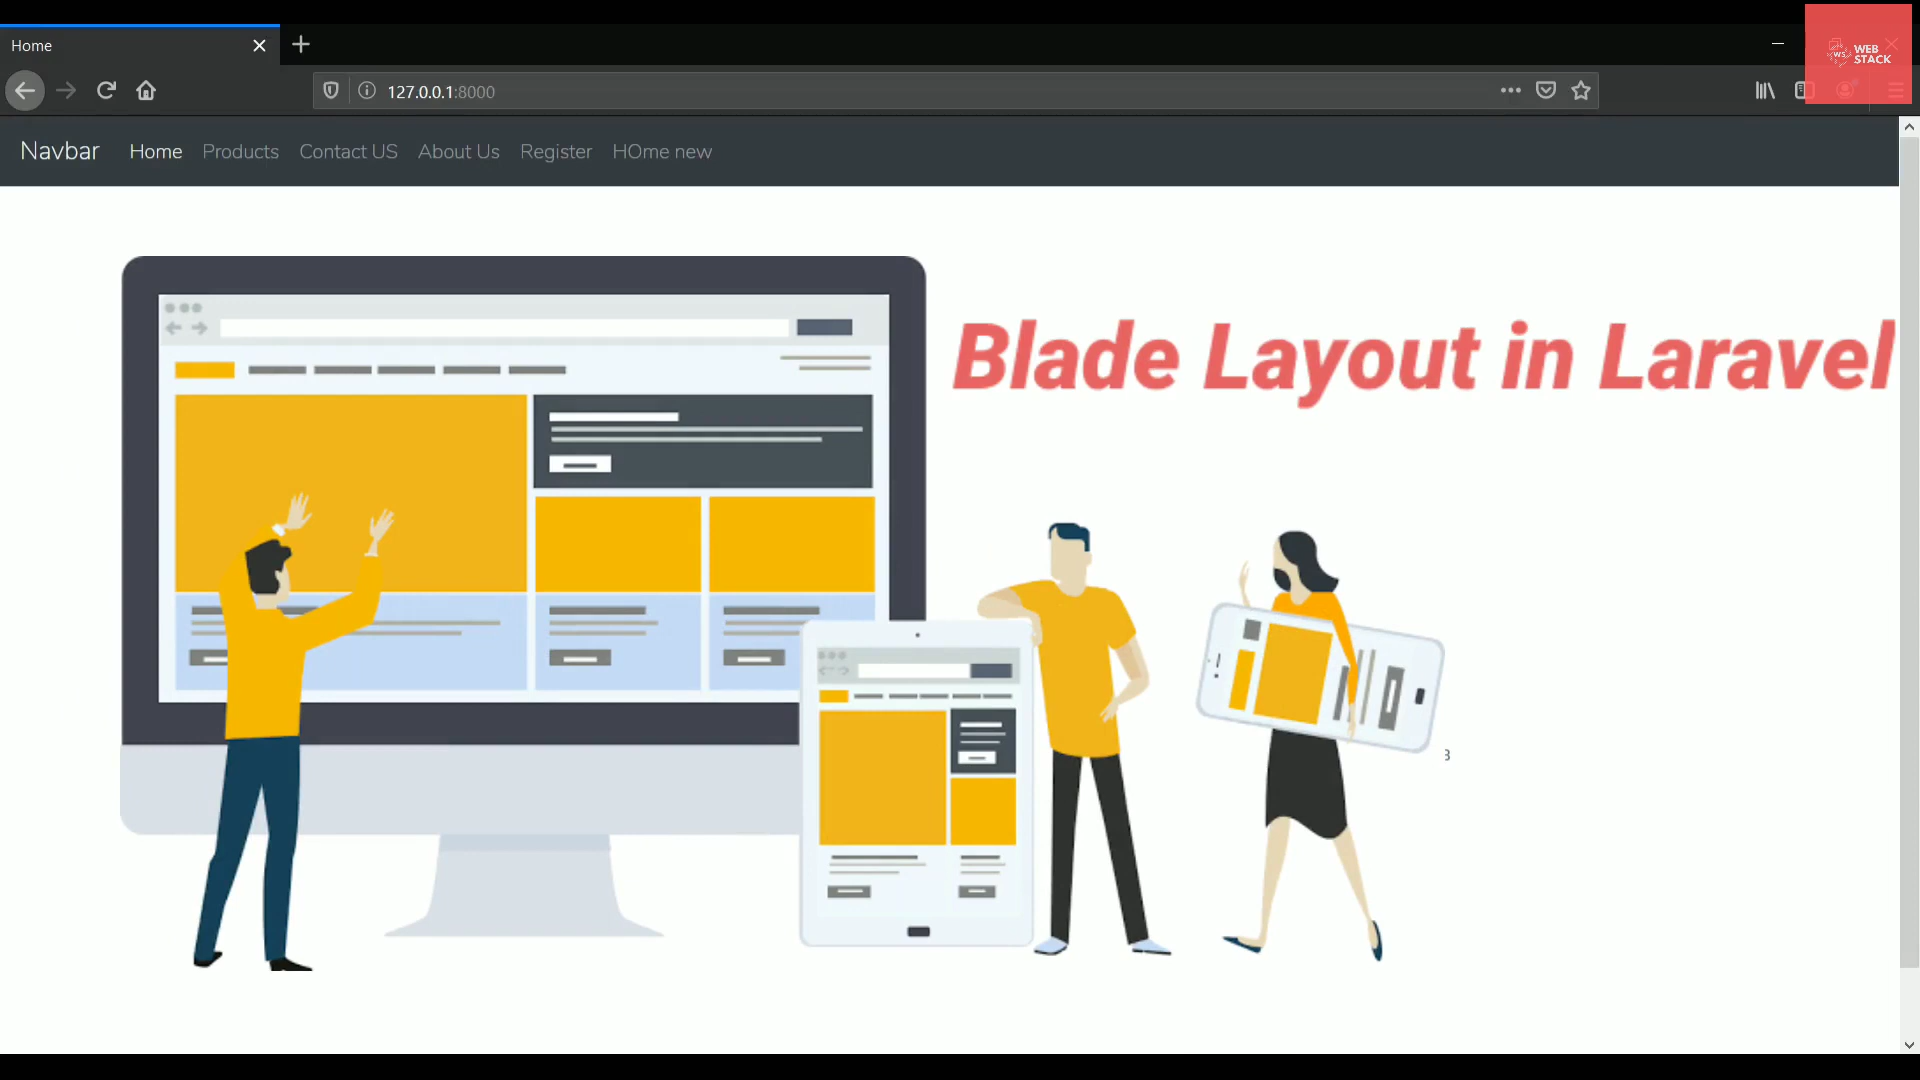 Home
WEB
STACK
WS
127.0.0.1:8000
Navbar Home Products Contact US About Us Register HOme new
Blade Layout in Laravel